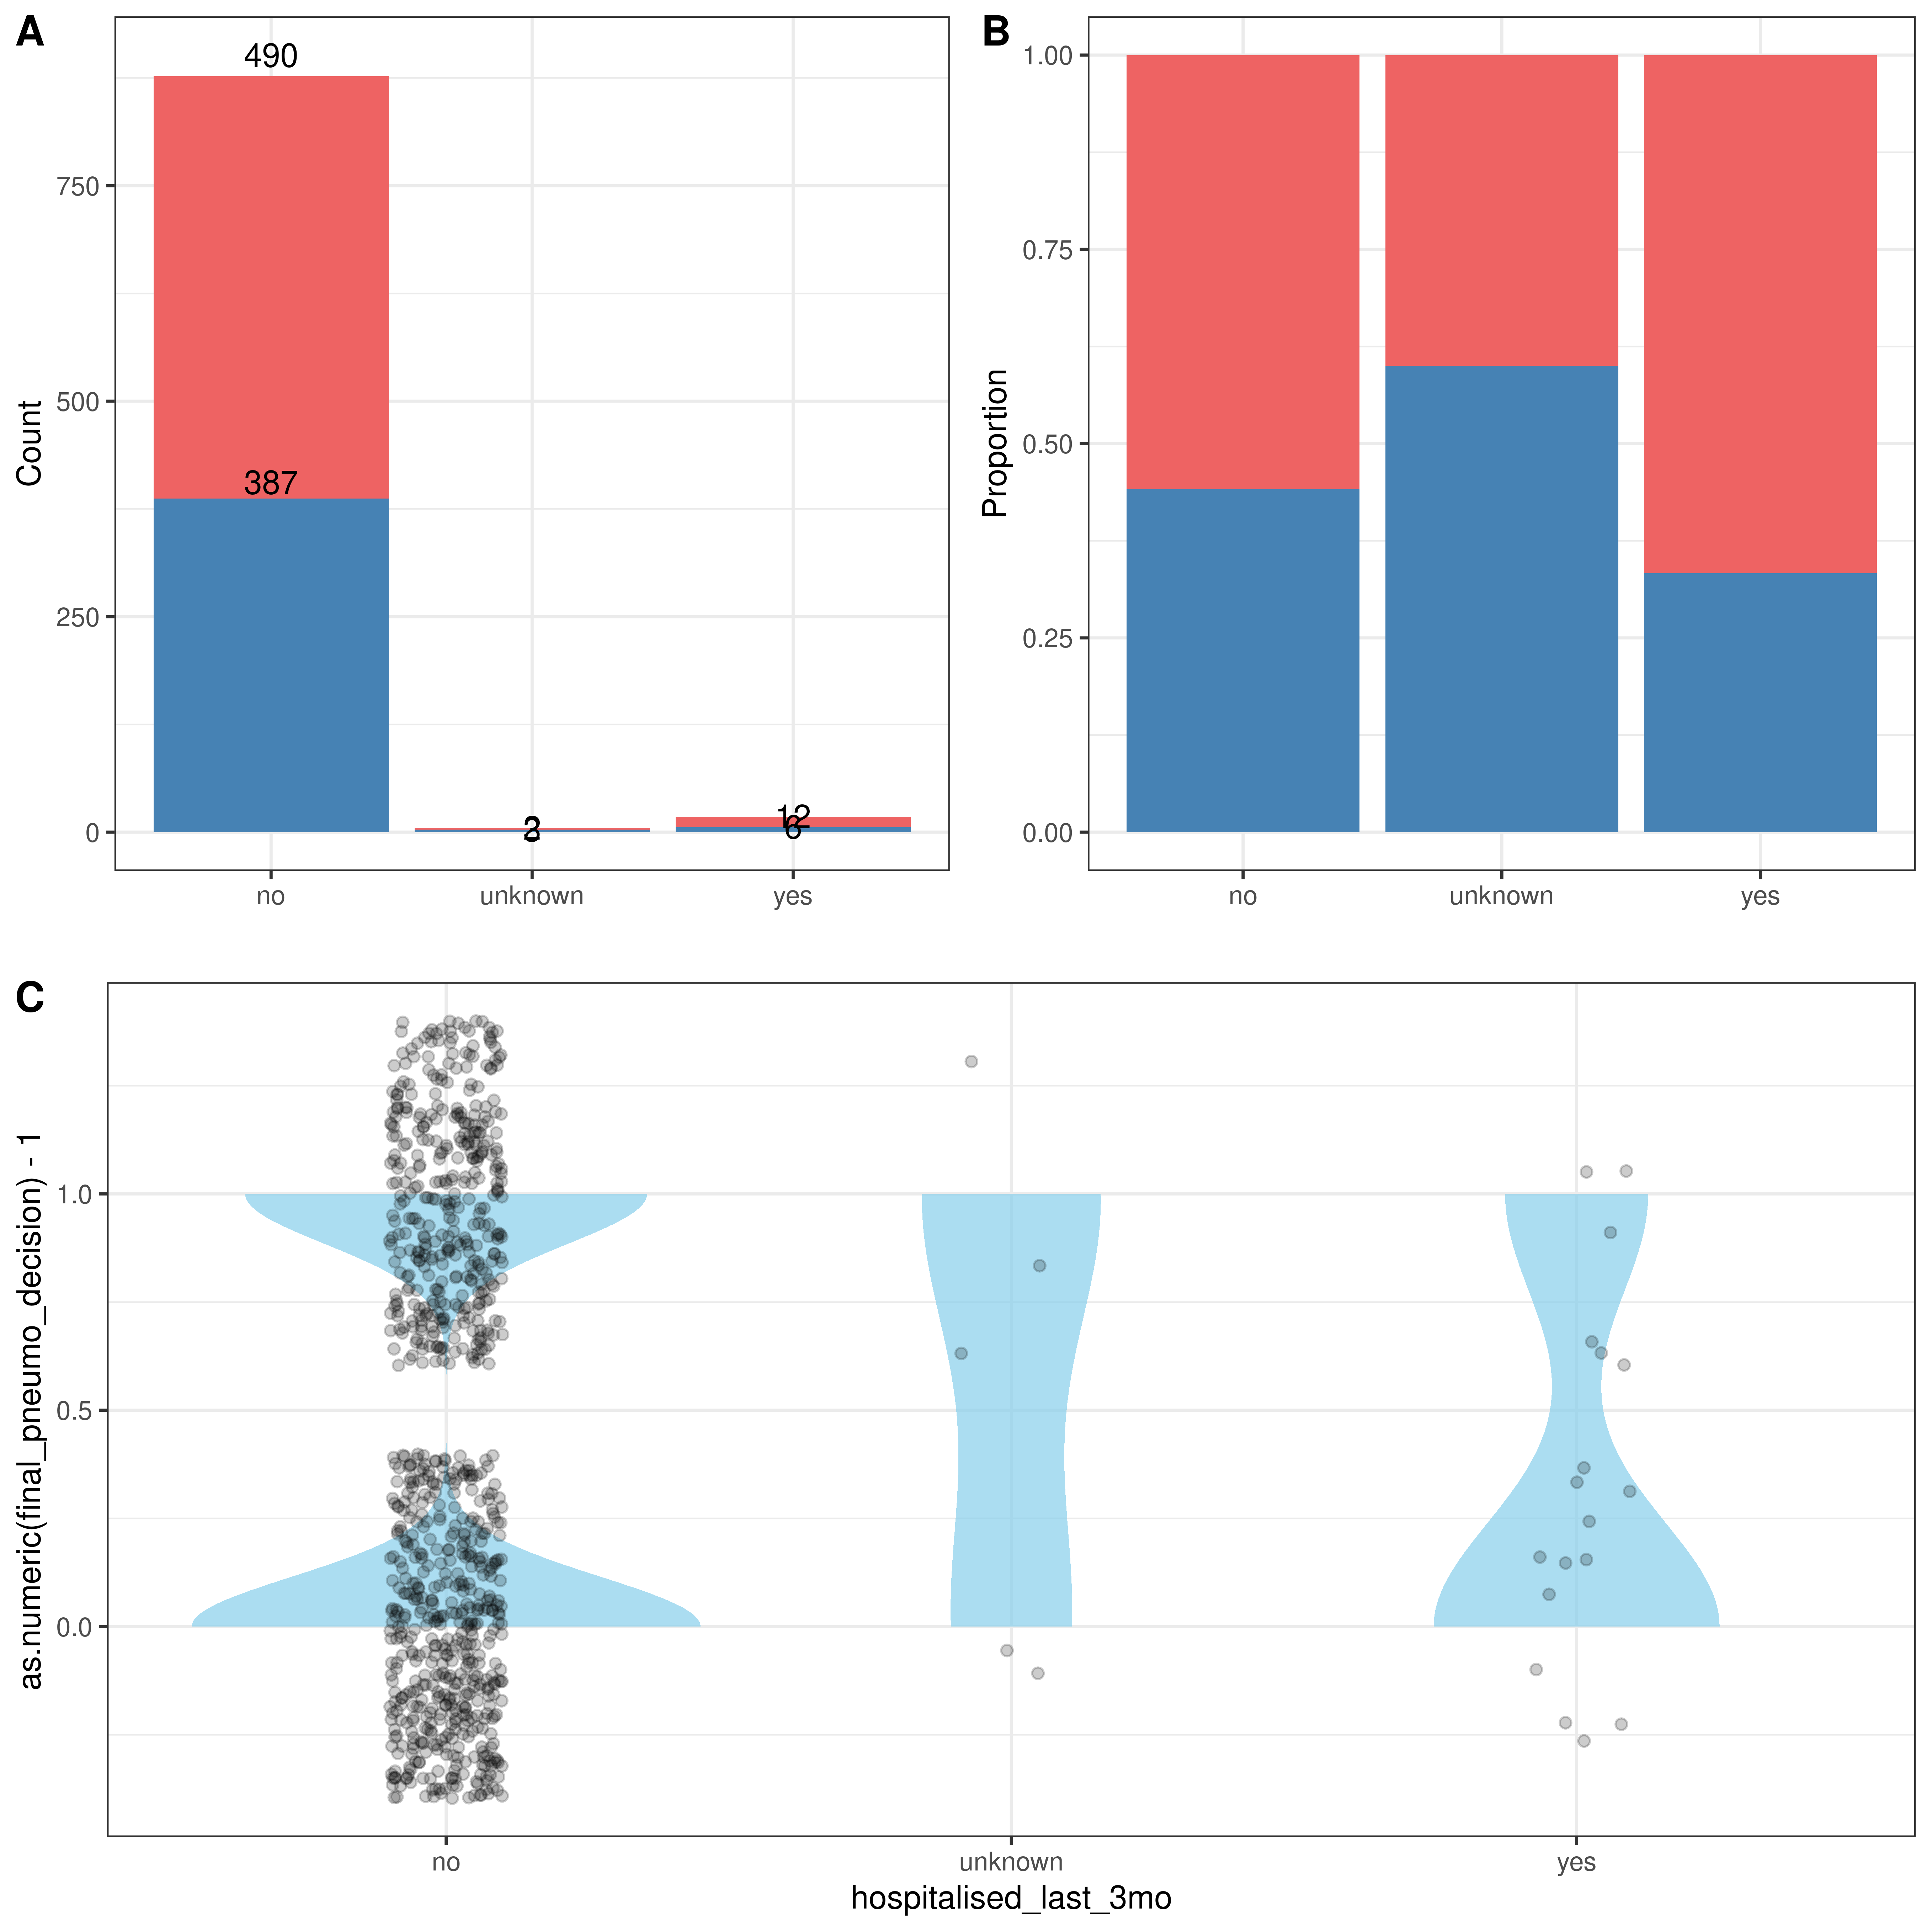 A
490
387
2
3
12
6
750
500
250
0
Count
no unknown yes
B
1.00
0.75
0.50
0.25
0.00
Proportion
no unknown yes
C
1.0
0.5
0.0
as.numeric(final_pneumo_decision) - 1
no unknown yes
hospitalised_last_3mo